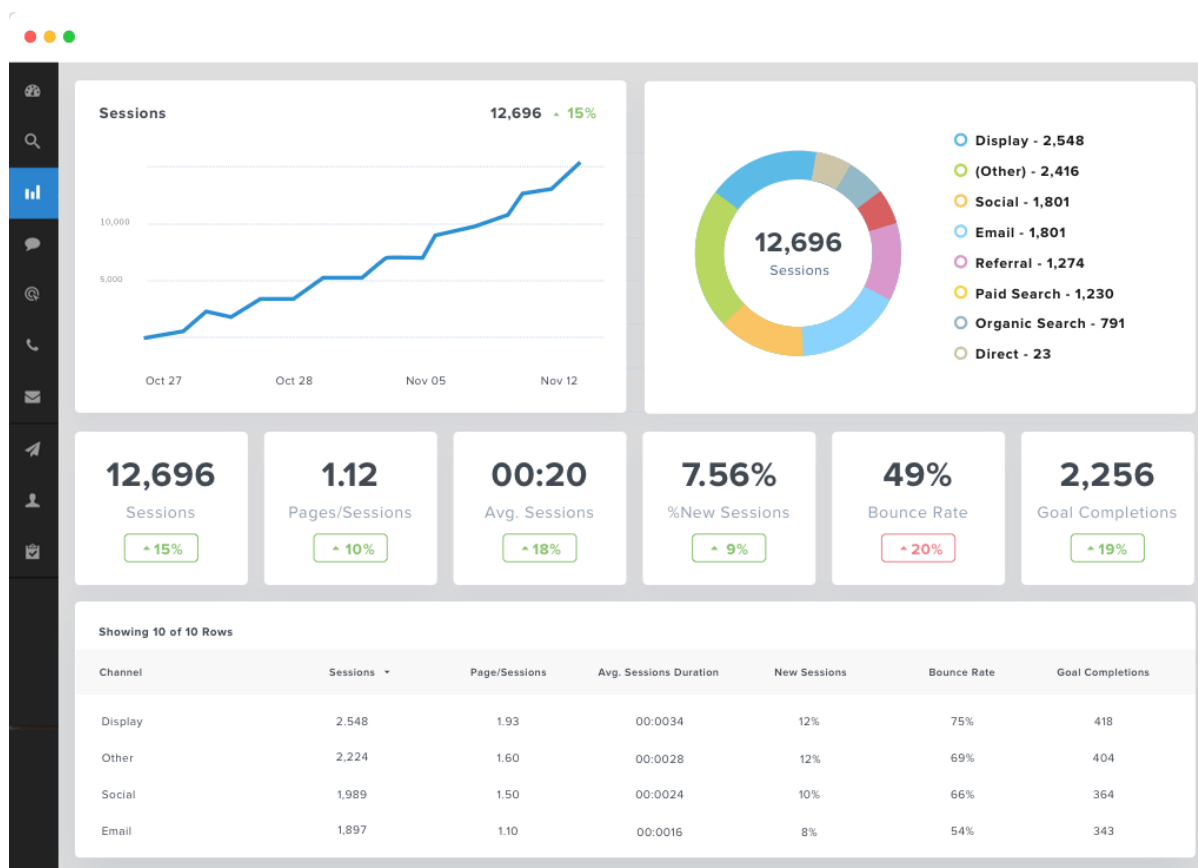 Sessions 12,696 15%
10,000
5,000
Oct 27 Oct 28 Nov 05 Nov 12
12,696
Sessions
Display - 2,548
(Other) - 2,416
Social - 1,801
Email - 1,801
Referral - 1,274
Paid Search - 1,230
Organic Search - 791
Direct - 23
12,696 1.12 00:20 7.56% 49% 2,256
Sessions Pages/Sessions Avg. Sessions %New Sessions Bounce Rate Goal Completions
15% 10% 18% 9% 20% 19%
Showing 10 of 10 Rows
Channel Sessions Page/Sessions Avg. Sessions Duration New Sessions Bounce Rate Goal Completions
Display 2.548 1.93 00:0034 12% 75% 418
Other 2,224 1.60 00:0028 12% 69% 404
Social 1,989 1.50 00:0024 10% 66% 364
Email 1,897 1.10 00:0016 8% 54% 343